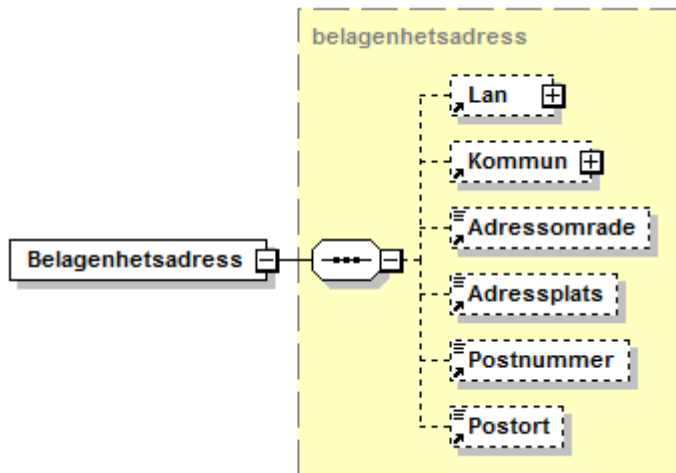 belagenhetsadress
Lan
Kommun
Adressomrade
Belagenhetsadress
Adressplats
Postnummer
Postort